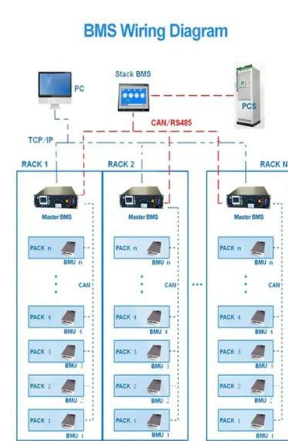 BMS Wiring Diagram
Stack BMS
PC
PCS
CAN/RS485
TCP/IP
RACK 1
RACK 2
RACK N
Master BMS
Master BMS
Master BMS
PACK n
BMU n
PACK n
BMU n
PACK n
BMU n
CAN
CAN
CAN
PACK 4
BMU 4
PACK 4
BMU 4
PACK 4
BMU 4
PACK 3
BMU 3
PACK 3
BMU 3
PACK 3
BMU 3
PACK 2
BMU 2
PACK 2
BMU 2
PACK 2
BMU 2
PACK 1
BMU 1
PACK 1
BMU 1
PACK 1
BMU 1